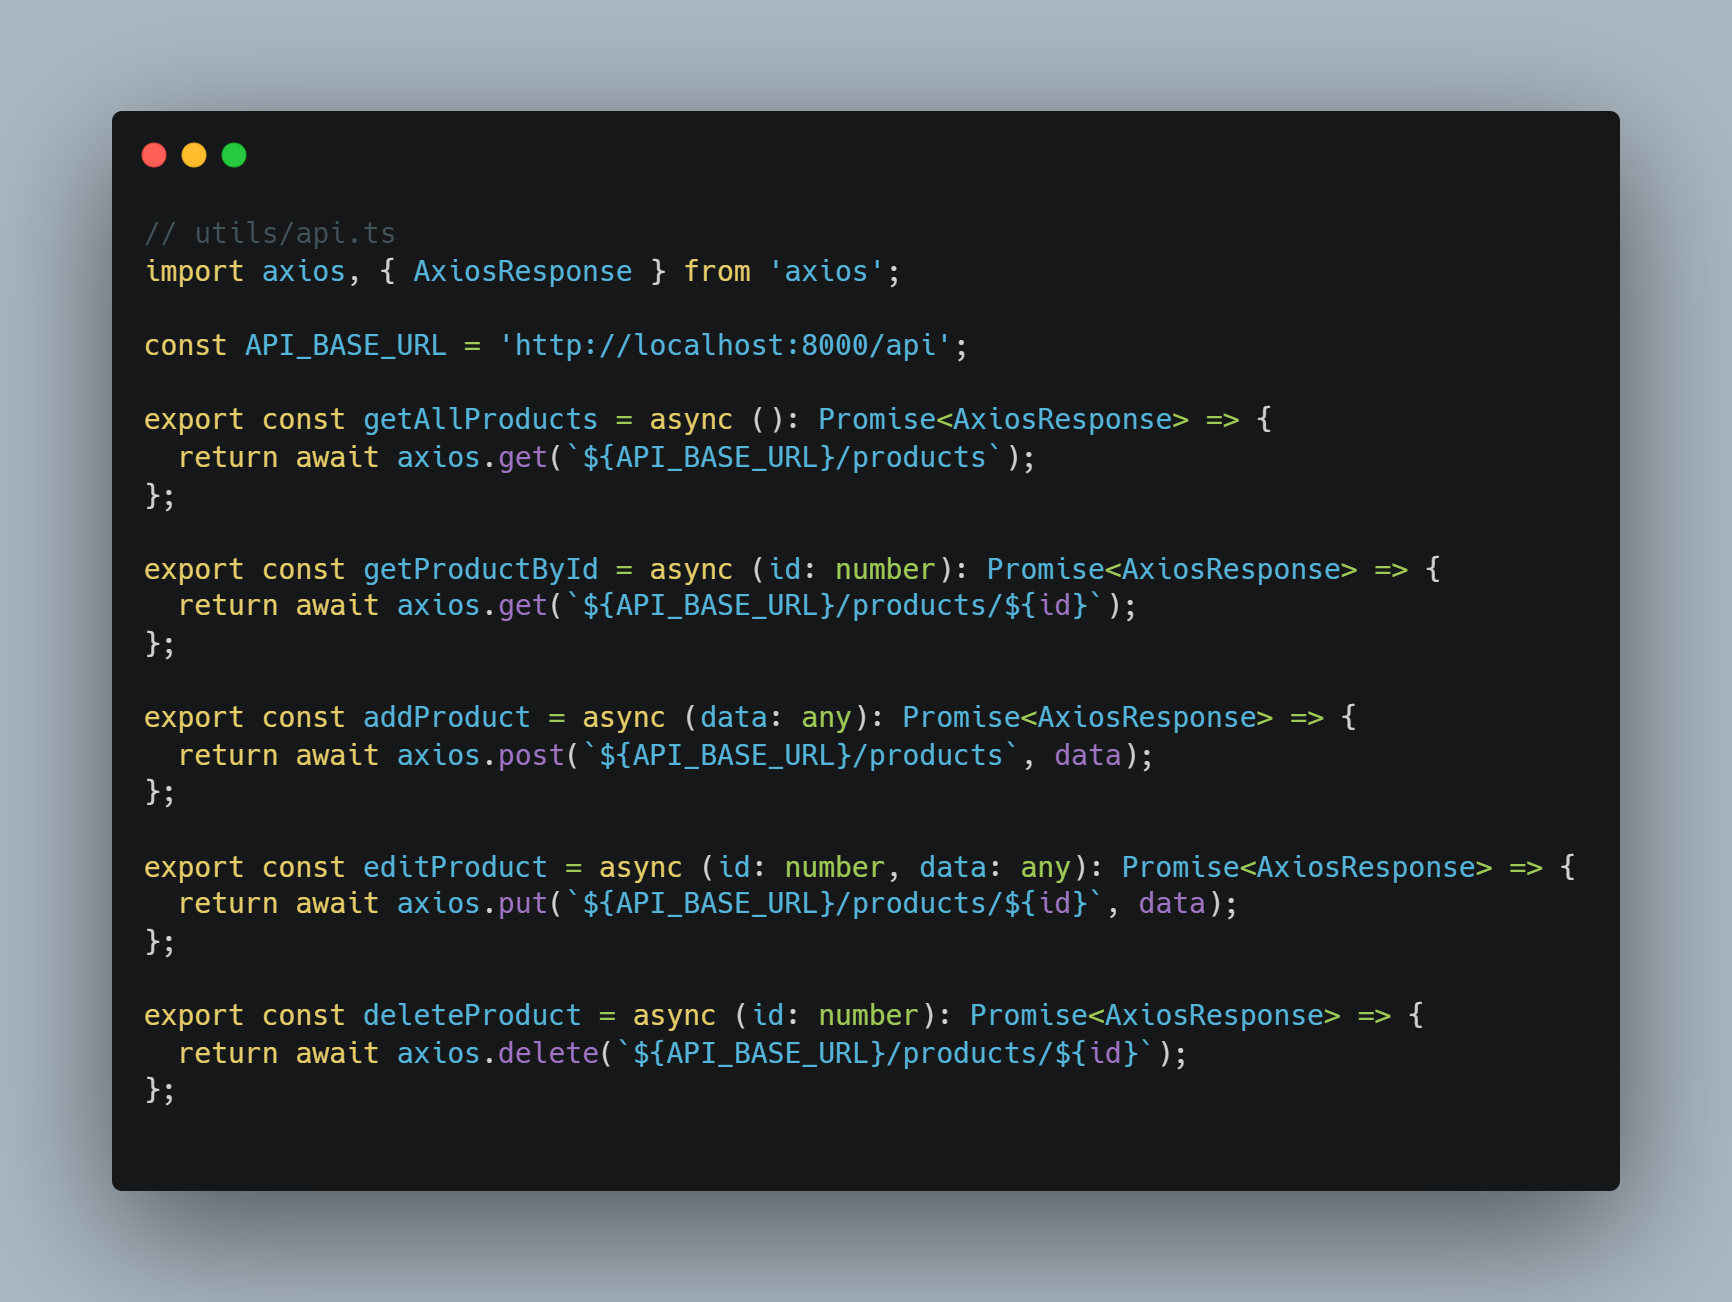 // utils/api.ts
import axios, { AxiosResponse } from 'axios';
const API_BASE_URL = 'http://localhost:8000/api';
export const getAllProducts = async (): Promise<AxiosResponse> => {
  return await axios.get(`${API_BASE_URL}/products`);
};
export const getProductById = async (id: number): Promise<AxiosResponse> => {
  return await axios.get(`${API_BASE_URL}/products/${id}`);
};
export const addProduct = async (data: any): Promise<AxiosResponse> => {
  return await axios.post(`${API_BASE_URL}/products`, data);
};
export const editProduct = async (id: number, data: any): Promise<AxiosResponse> => {
  return await axios.put(`${API_BASE_URL}/products/${id}`, data);
};
export const deleteProduct = async (id: number): Promise<AxiosResponse> => {
  return await axios.delete(`${API_BASE_URL}/products/${id}`);
};